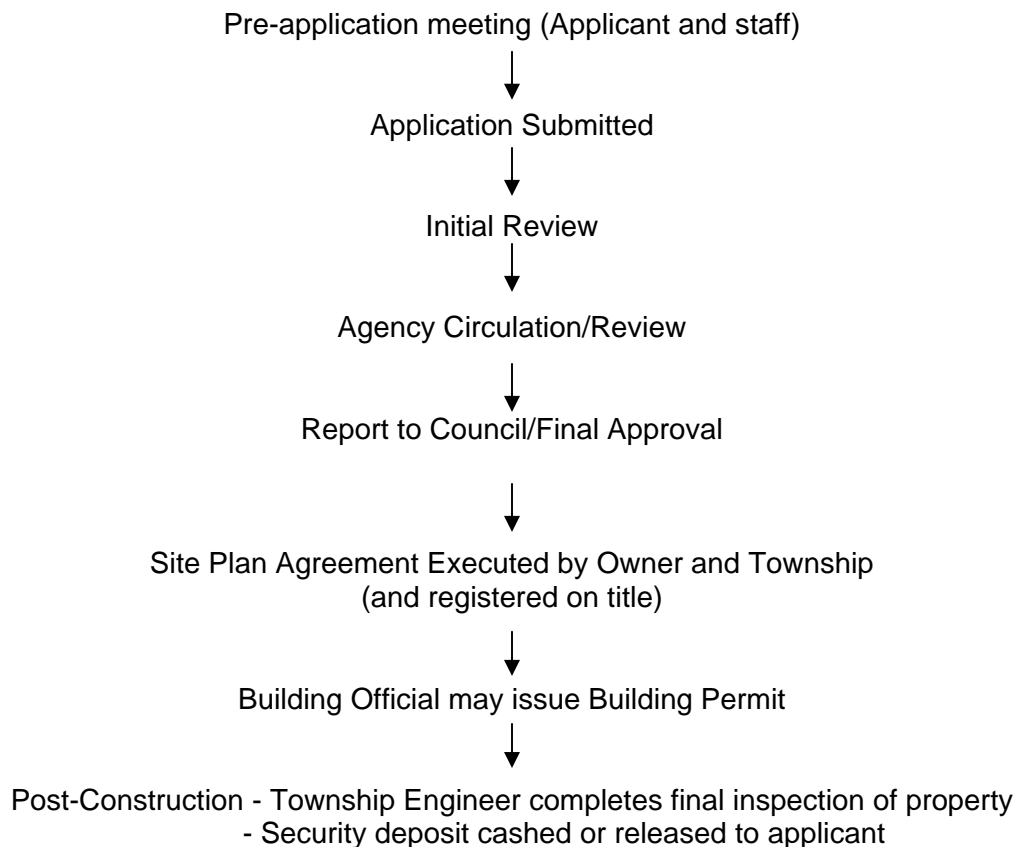 Pre-application meeting (Applicant and staff)
Application Submitted
Initial Review
Agency Circulation/Review
Report to Council/Final Approval
Site Plan Agreement Executed by Owner and Township
(and registered on title)
Building Official may issue Building Permit
Post-Construction - Township Engineer completes final inspection of property
- Security deposit cashed or released to applicant